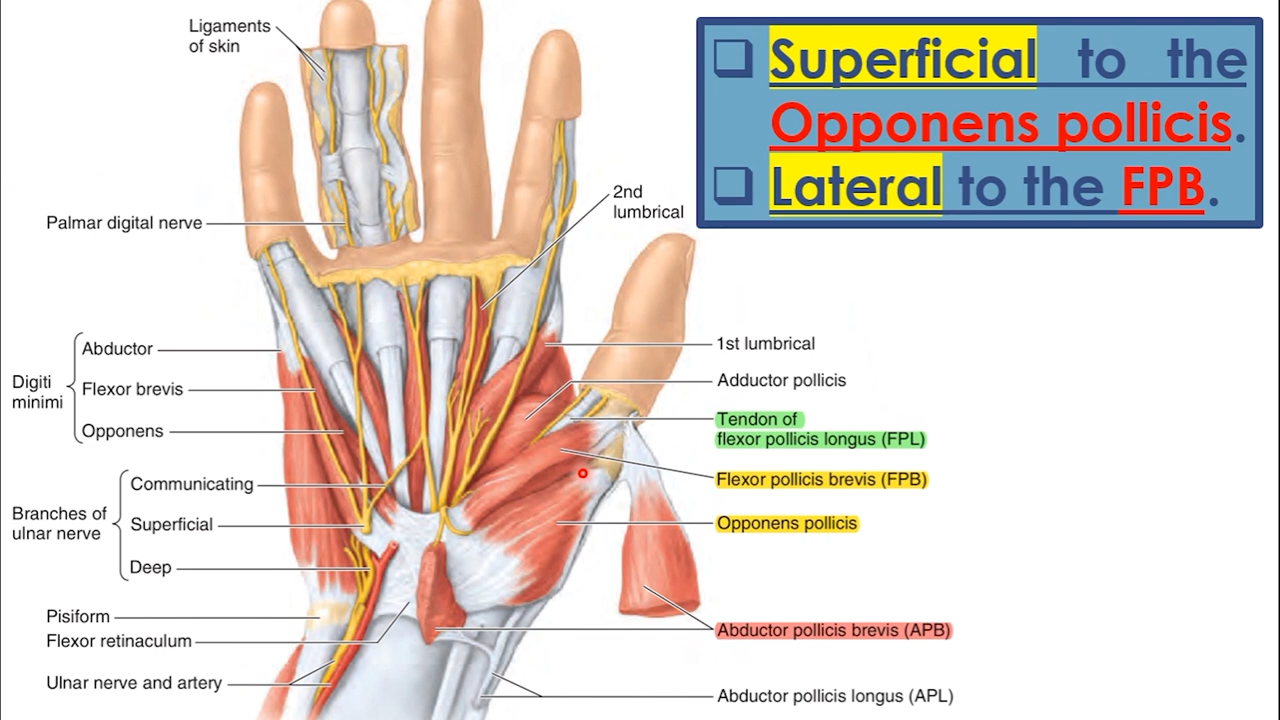 Ligaments
of skin
❑ Superficial to the
Opponens pollicis.
❑ Lateral to the FPB.
2nd
lumbrical
Palmar digital nerve
Digiti
minimi
Abductor
Flexor brevis
Opponens
Branches of
ulnar nerve
Communicating
Superficial
Deep
Pisiform
Flexor retinaculum
Ulnar nerve and artery
1st lumbrical
Adductor pollicis
Tendon of
flexor pollicis longus (FPL)
Flexor pollicis brevis (FPB)
Opponens pollicis
Abductor pollicis brevis (APB)
Abductor pollicis longus (APL)